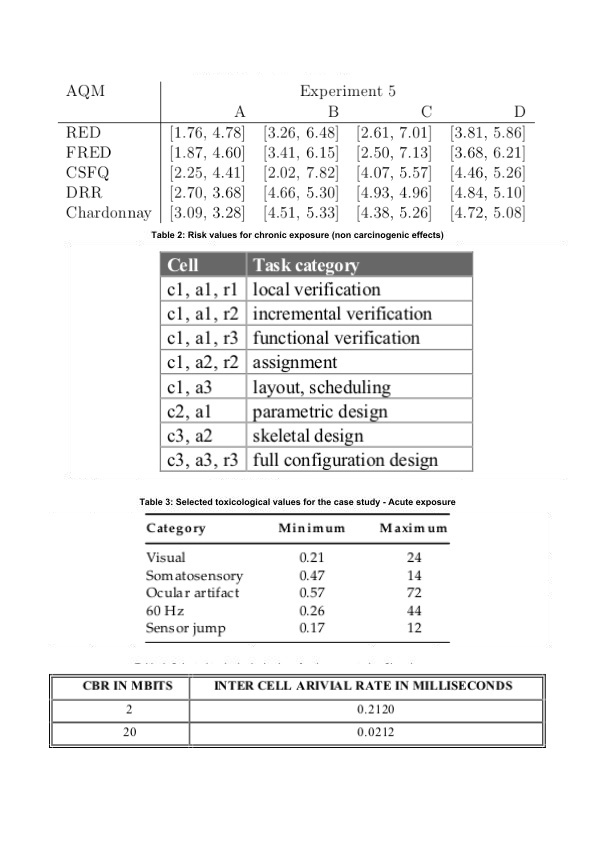 AQM Experiment 5
A B C D
RED [1.76, 4.78] [3.26, 6.48] [2.61, 7.01] [3.81, 5.86]
FRED [1.87, 4.60] [3.41, 6.15] [2.50, 7.13] [3.68, 6.21]
CSFQ [2.25, 4.41] [2.02, 7.82] [4.07, 5.57] [4.46, 5.26]
DRR [2.70, 3.68] [4.66, 5.30] [4.93, 4.96] [4.84, 5.10]
Chardonnay [3.09, 3.28] [4.51, 5.33] [4.38, 5.26] [4.72, 5.08]
Table 2: Risk values for chronic exposure (non carcinogenic effects)
Cell Task category
c1, a1, r1 local verification
c1, a1, r2 incremental verification
c1, a1, r3 functional verification
c1, a2, r2 assignment
c1, a3 layout, scheduling
c2, a1 parametric design
c3, a2 skeletal design
c3, a3, r3 full configuration design
Table 3: Selected toxicological values for the case study - Acute exposure
Category Minimum Maximum
Visual 0.21 24
Somatosensory 0.47 14
Ocular artifact 0.57 72
60 Hz 0.26 44
Sensor jump 0.17 12
CBR IN MBITS INTER CELL ARIVIAL RATE IN MILLISECONDS
2 0.2120
20 0.0212